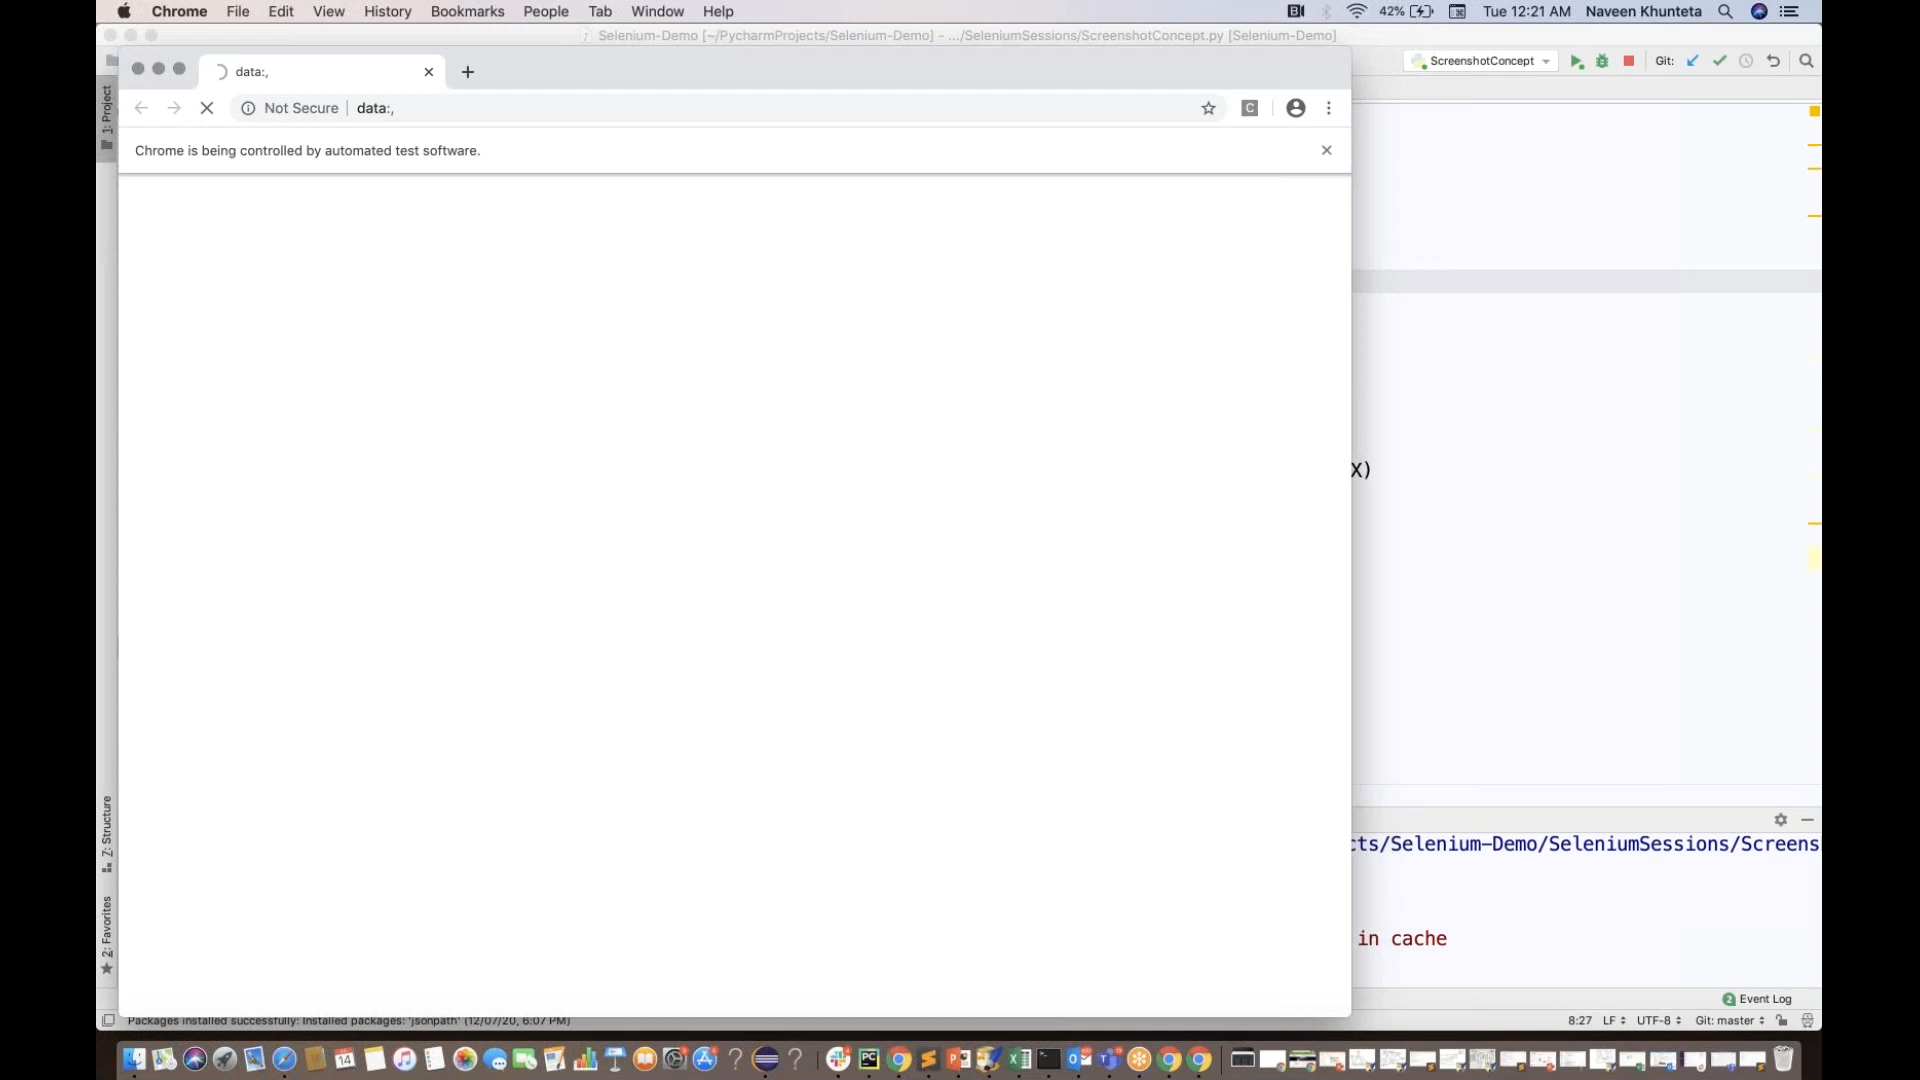 Chrome File Edit View History Bookmarks People Tab Window Help 42% Tue 12:21 AM Naveen Khunteta
Selenium-Demo [~/PycharmProjects/Selenium-Demo] - .../SeleniumSessions/ScreenshotConcept.py [Selenium-Demo]
data:,
ScreenshotConcept
Git:
Not Secure data:,
Chrome is being controlled by automated test software.
1: Project
X)
Z: Structure
cts/Selenium-Demo/SeleniumSessions/Screens
2: Favorites
in cache
2 Event Log
Packages installed successfully: Installed packages: 'jsonpath' (12/07/20, 6:07 PM)
8:27 LF UTF-8 Git: master
14
PC